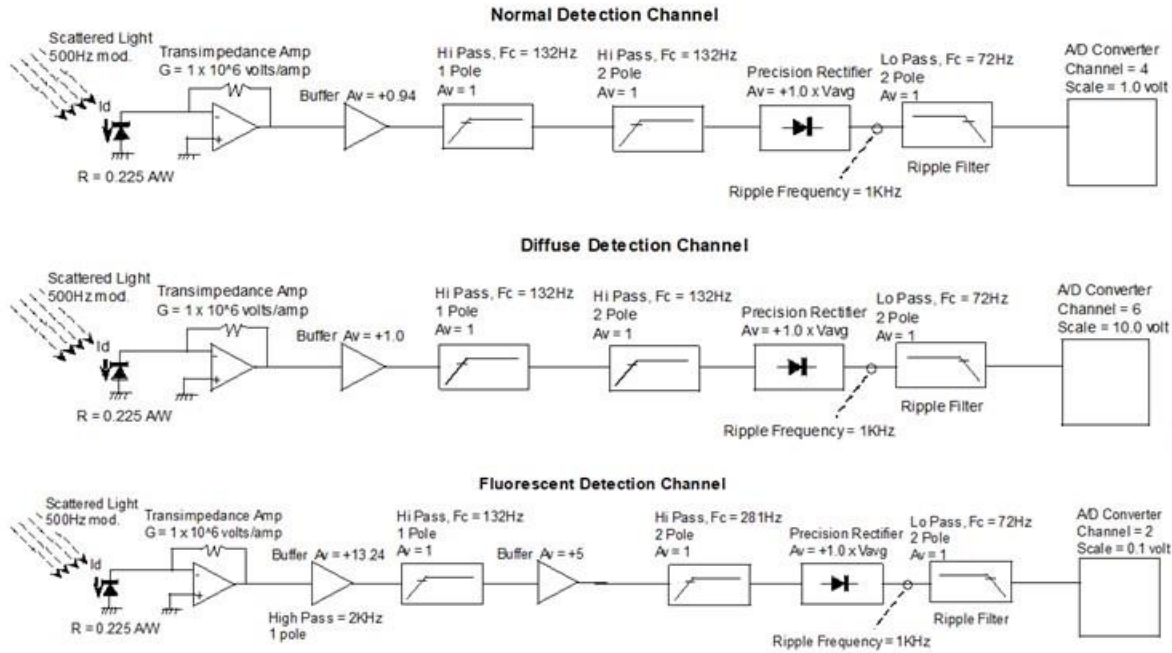 Normal Detection Channel
Scattered Light
500Hz mod.
Transimpedance Amp
G = 1 x 10^6 volts/amp
Id
R = 0.225 A/W
Buffer Av = +0.94
Hi Pass, Fc = 132Hz
1 Pole
Av = 1
Hi Pass, Fc = 132Hz
2 Pole
Av = 1
Precision Rectifier
Av = +1.0 x Vavg
Ripple Frequency = 1KHz
Lo Pass, Fc = 72Hz
2 Pole
Av = 1
Ripple Filter
A/D Converter
Channel = 4
Scale = 1.0 volt
Diffuse Detection Channel
Scattered Light
500Hz mod.
Transimpedance Amp
G = 1 x 10^6 volts/amp
Id
R = 0.225 A/W
Buffer Av = +1.0
Hi Pass, Fc = 132Hz
1 Pole
Av = 1
Hi Pass, Fc = 132Hz
2 Pole
Av = 1
Precision Rectifier
Av = +1.0 x Vavg
Ripple Frequency = 1KHz
Lo Pass, Fc = 72Hz
2 Pole
Av = 1
Ripple Filter
A/D Converter
Channel = 6
Scale = 10.0 volt
Fluorescent Detection Channel
Scattered Light
500Hz mod.
Transimpedance Amp
G = 1 x 10^6 volts/amp
Id
R = 0.225 A/W
Buffer Av = +13.24
High Pass = 2KHz
1 pole
Hi Pass, Fc = 132Hz
1 Pole
Av = 1
Buffer Av = +5
Hi Pass, Fc = 281Hz
2 Pole
Av = 1
Precision Rectifier
Av = +1.0 x Vavg
Ripple Frequency = 1KHz
Lo Pass, Fc = 72Hz
2 Pole
Av = 1
Ripple Filter
A/D Converter
Channel = 2
Scale = 0.1 volt